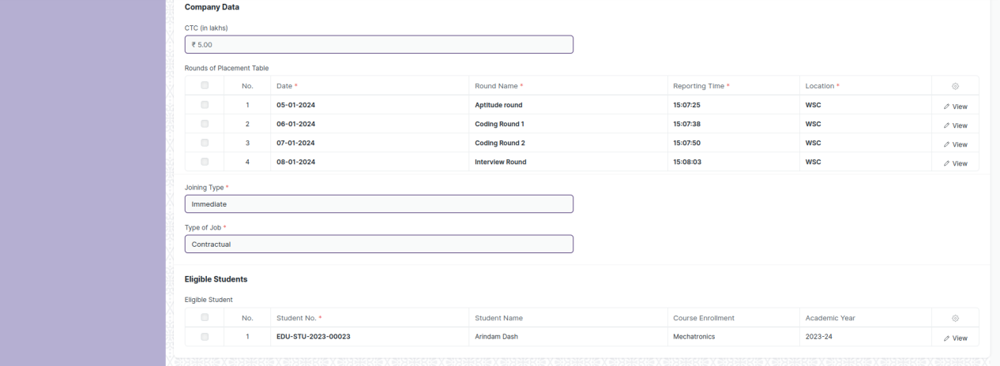 Company Data
CTC (in lakhs)
₹ 5.00
Rounds of Placement Table
No. Date * Round Name * Reporting Time * Location *
1 05-01-2024 Aptitude round 15:07:25 WSC View
2 06-01-2024 Coding Round 1 15:07:38 WSC View
3 07-01-2024 Coding Round 2 15:07:50 WSC View
4 08-01-2024 Interview Round 15:08:03 WSC View
Joining Type *
Immediate
Type of Job *
Contractual
Eligible Students
Eligible Student
No. Student No. * Student Name Course Enrollment Academic Year
1 EDU-STU-2023-00023 Arindam Dash Mechatronics 2023-24 View